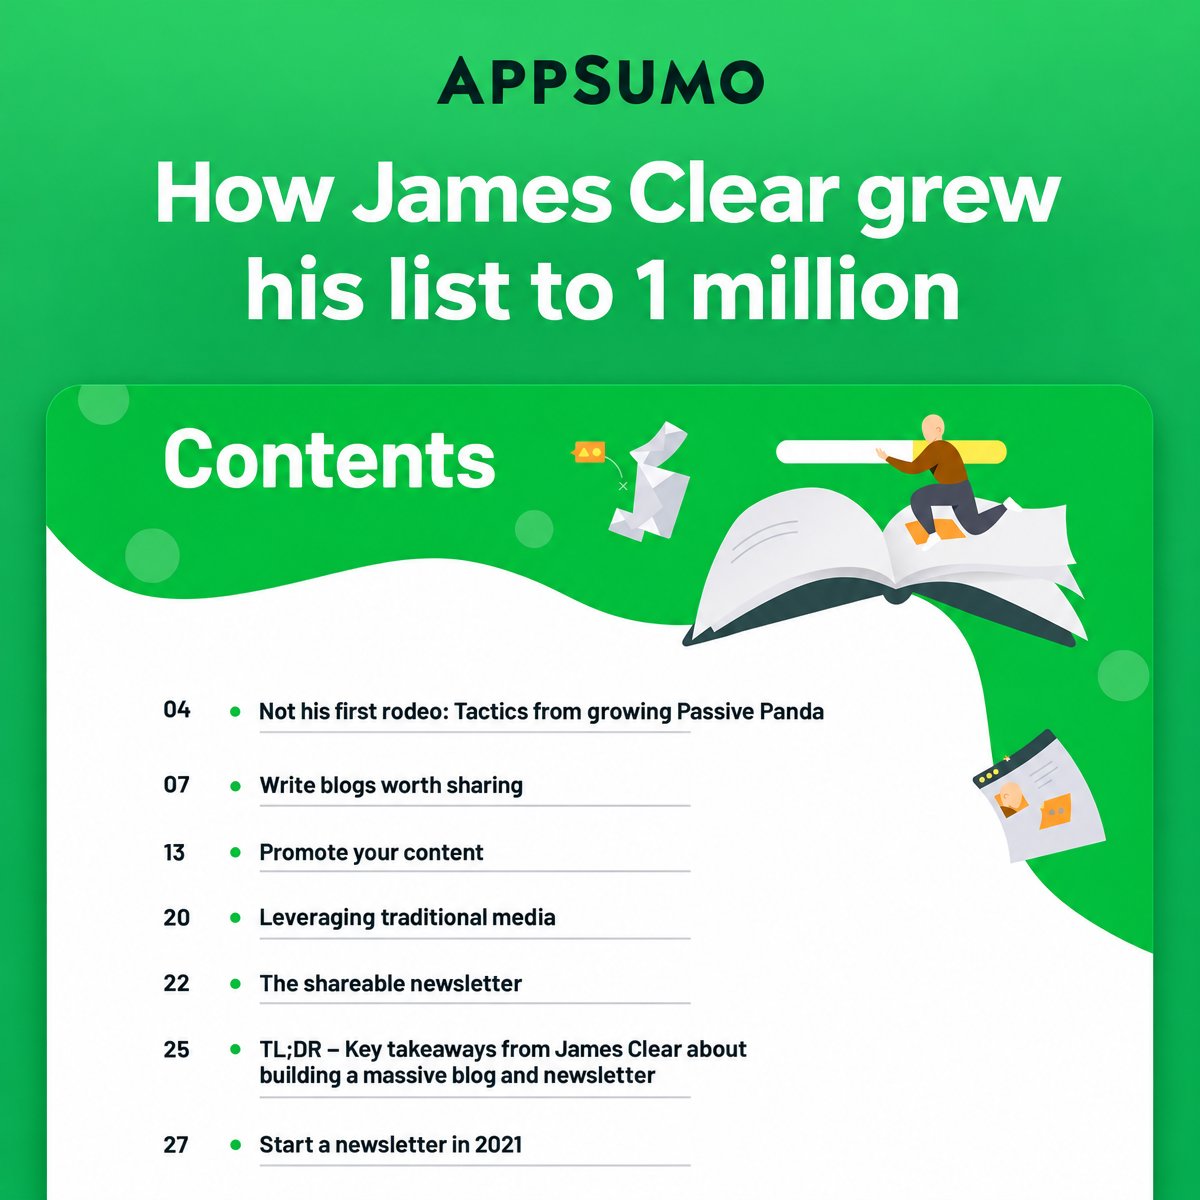 APPSUMO
How James Clear grew
his list to 1 million
Contents
04 Not his first rodeo: Tactics from growing Passive Panda
07 Write blogs worth sharing
13 Promote your content
20 Leveraging traditional media
22 The shareable newsletter
25 TL;DR – Key takeaways from James Clear about
building a massive blog and newsletter
27 Start a newsletter in 2021